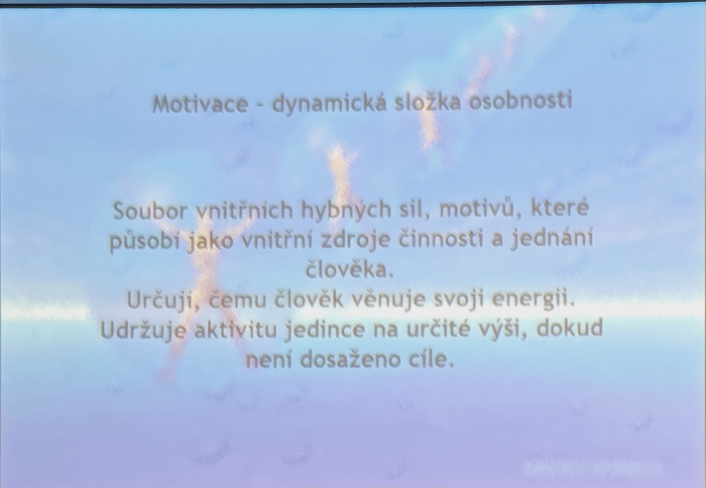 Motivace - dynamická složka osobnosti
Soubor vnitřních hybných sil, motivů, které
působí jako vnitřní zdroje činnosti a jednání
člověka.
Určují, čemu člověk věnuje svoji energii.
Udržuje aktivitu jedince na určité výši, dokud
není dosaženo cíle.